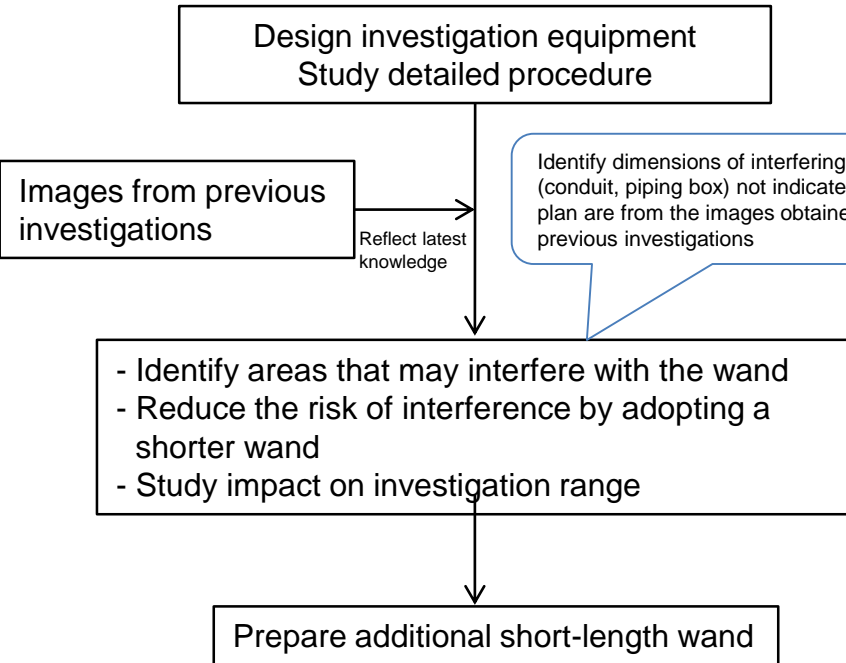 Design investigation equipment
Study detailed procedure
Images from previous
investigations
Reflect latest
knowledge
Identify dimensions of interfering
(conduit, piping box) not indicate
plan are from the images obtaine
previous investigations
- Identify areas that may interfere with the wand
- Reduce the risk of interference by adopting a
shorter wand
- Study impact on investigation range
Prepare additional short-length wand